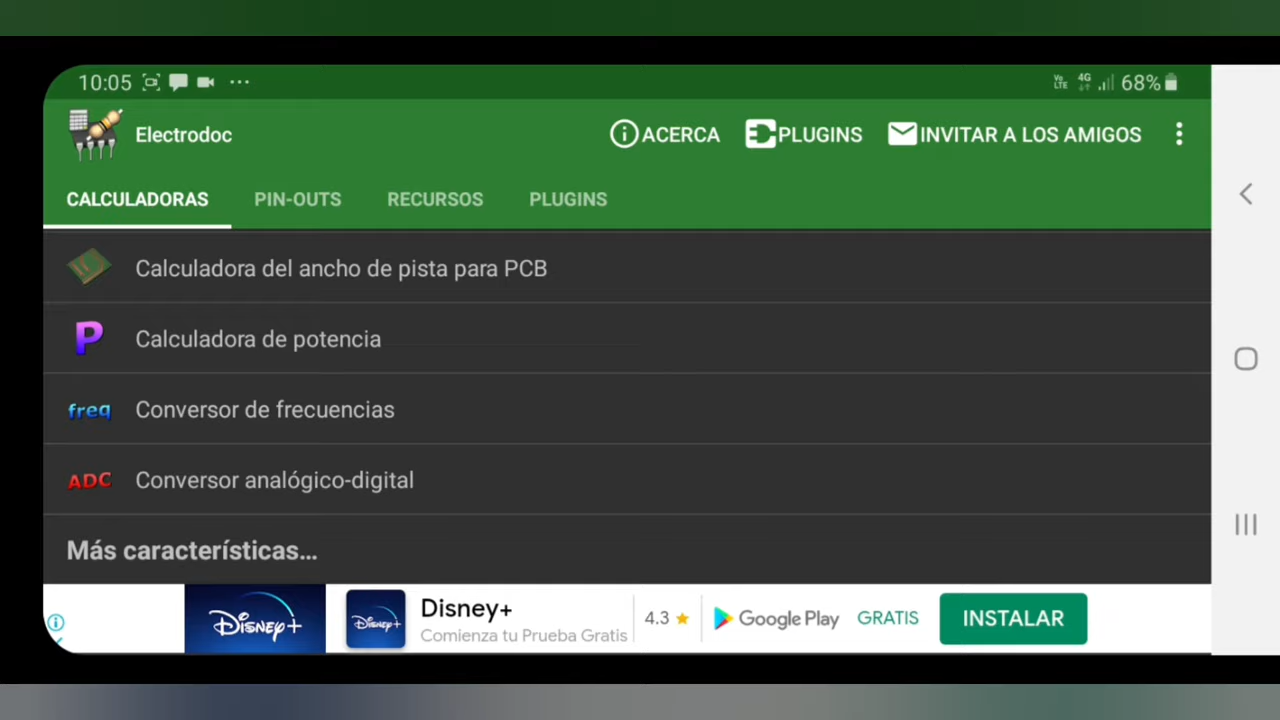 10:05 ... VoLTE 4G 68%
Electrodoc ACERCA PLUGINS INVITAR A LOS AMIGOS
CALCULADORAS PIN-OUTS RECURSOS PLUGINS
Calculadora del ancho de pista para PCB
P Calculadora de potencia
freq Conversor de frecuencias
ADC Conversor analógico-digital
Más características...
Disney+ Disney+ Disney+ 4.3 Google Play GRATIS INSTALAR
Comienza tu Prueba Gratis